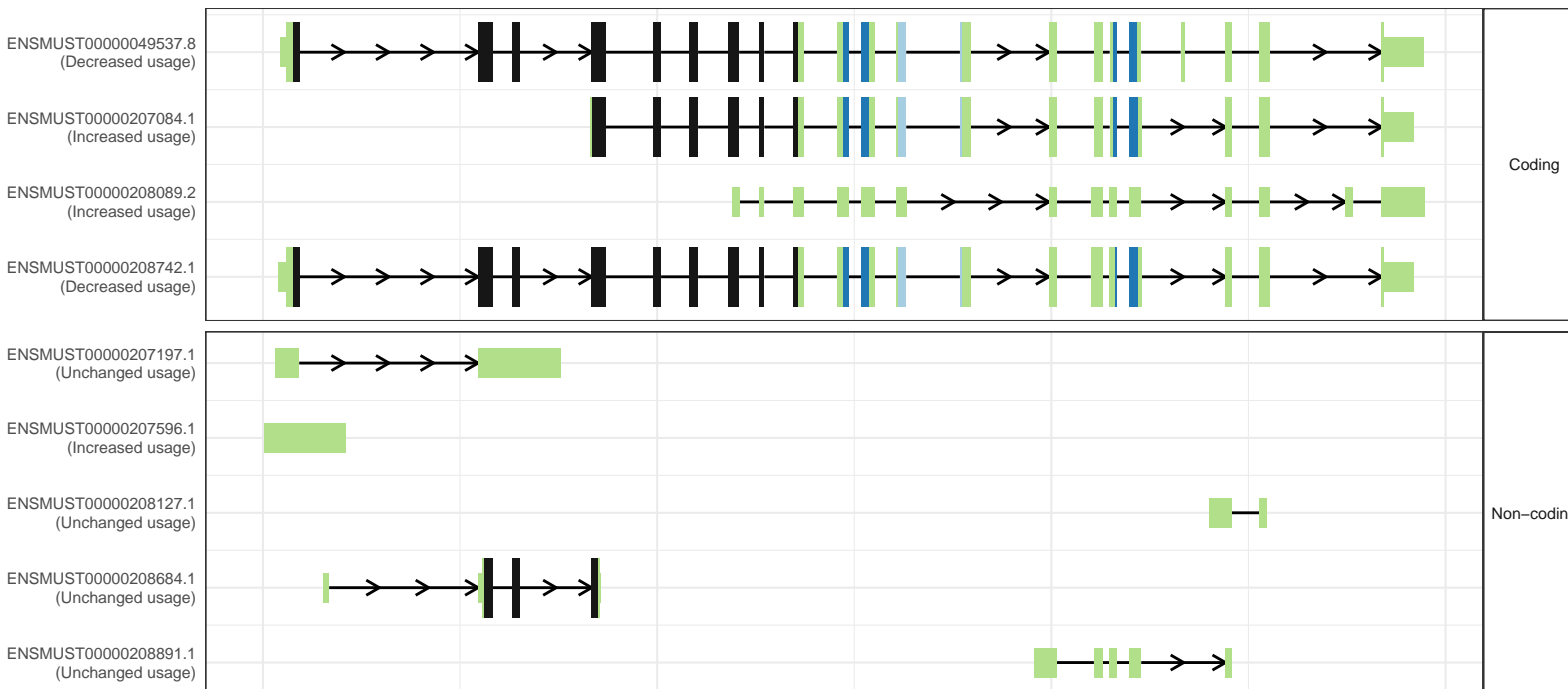 ENSMUST00000049537.8
(Decreased usage)
ENSMUST00000207084.1
(Increased usage)
ENSMUST00000208089.2
(Increased usage)
ENSMUST00000208742.1
(Decreased usage)
Coding
ENSMUST00000207197.1
(Unchanged usage)
ENSMUST00000207596.1
(Increased usage)
ENSMUST00000208127.1
(Unchanged usage)
ENSMUST00000208684.1
(Unchanged usage)
ENSMUST00000208891.1
(Unchanged usage)
Non–codin